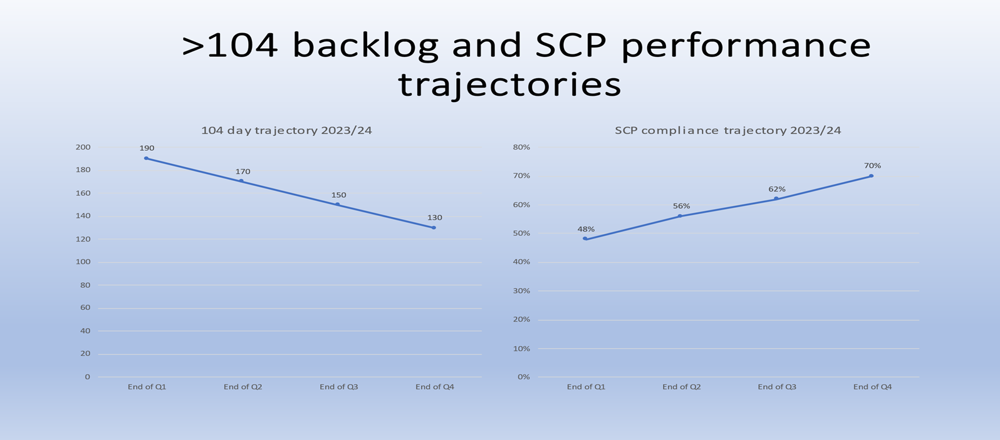 >104 backlog and SCP performance
trajectories
104 day trajectory 2023/24
200
180
160
140
120
100
80
60
40
20
0
190
170
150
130
End of Q1
End of Q2
End of Q3
End of Q4
SCP compliance trajectory 2023/24
80%
70%
60%
50%
40%
30%
20%
10%
0%
48%
56%
62%
70%
End of Q1
End of Q2
End of Q3
End of Q4